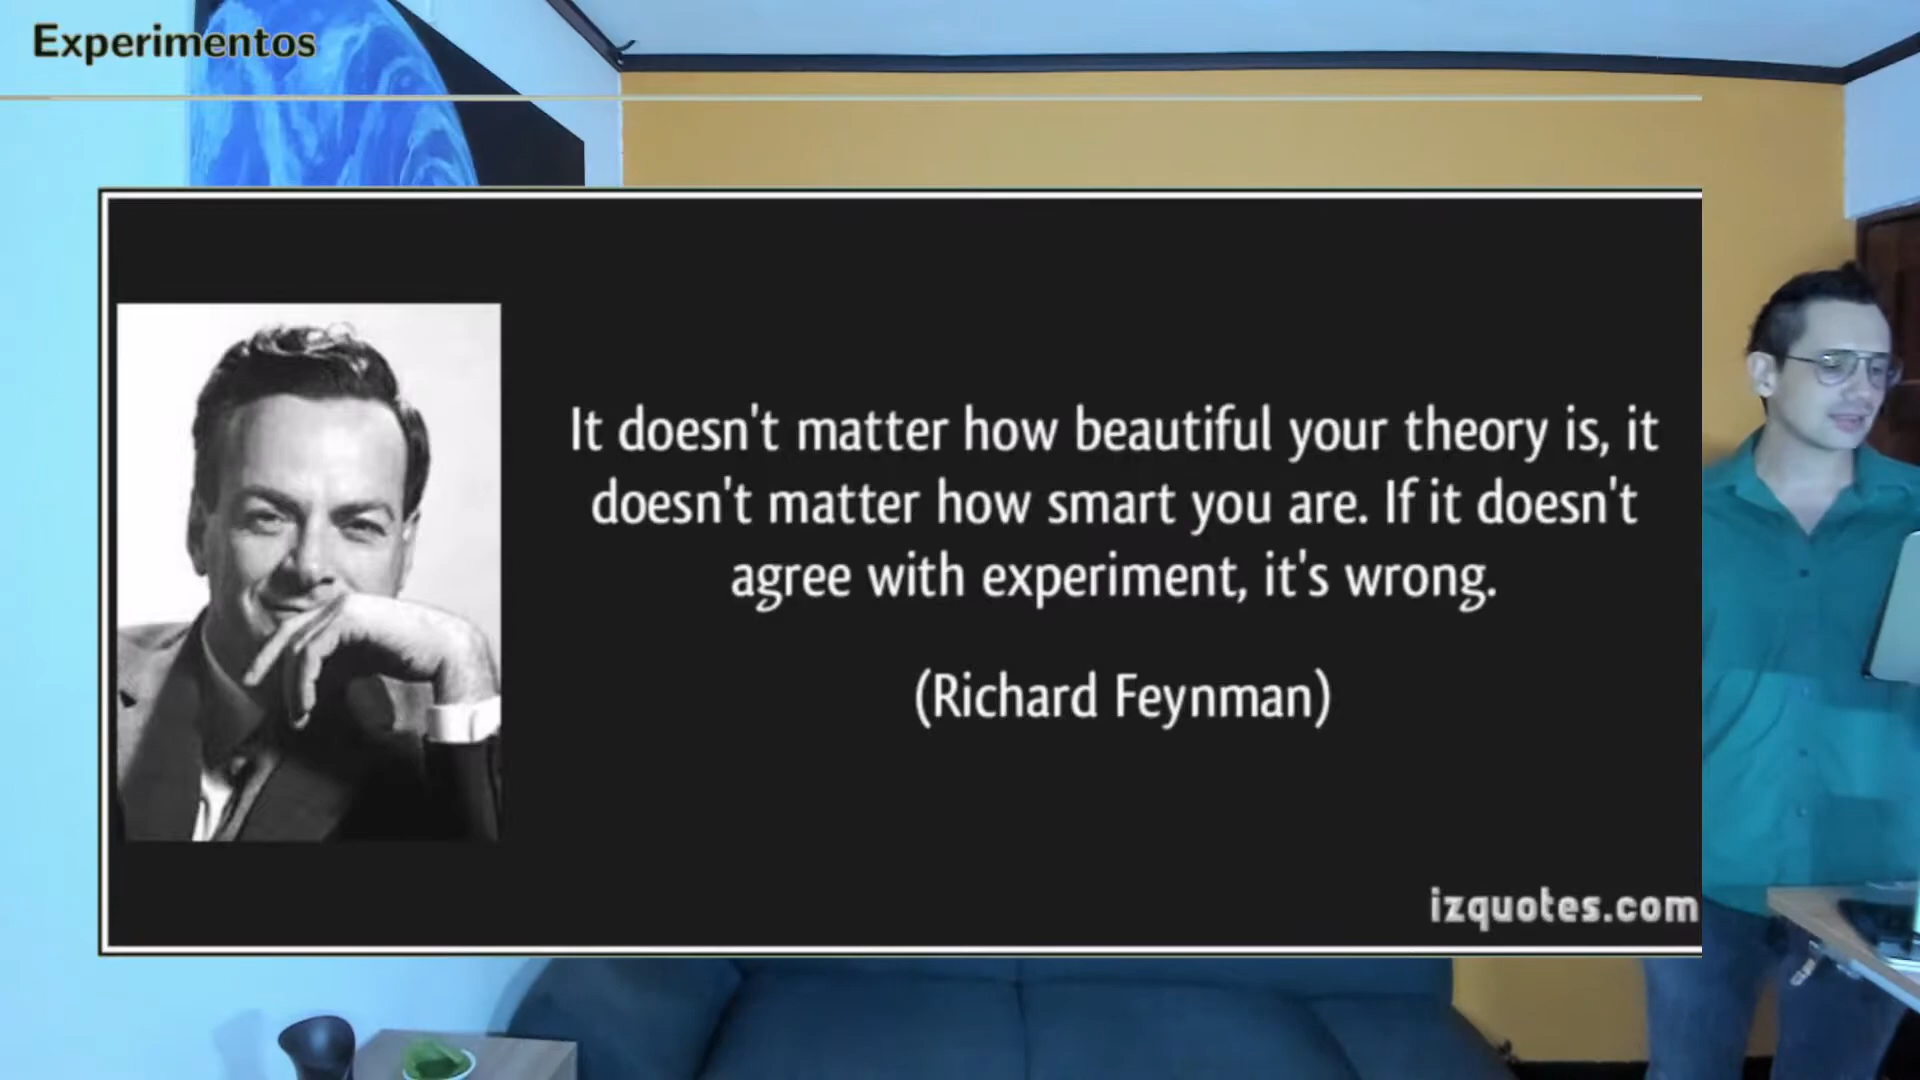 Experimentos
It doesn't matter how beautiful your theory is, it
doesn't matter how smart you are. If it doesn't
agree with experiment, it's wrong.
(Richard Feynman)
izquotes.com